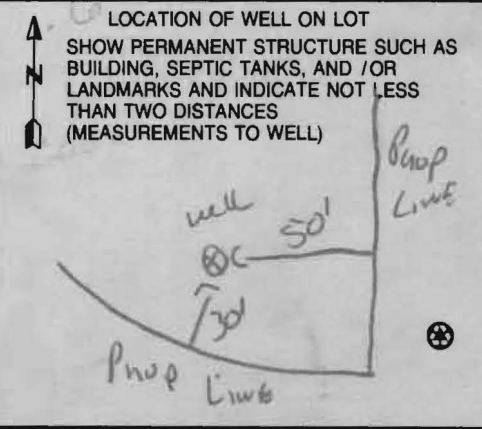 LOCATION OF WELL ON LOT
SHOW PERMANENT STRUCTURE SUCH AS
BUILDING, SEPTIC TANKS, AND /OR
LANDMARKS AND INDICATE NOT LESS
THAN TWO DISTANCES
(MEASUREMENTS TO WELL)
N
Prop
Line
well
50'
30'
Prop Line